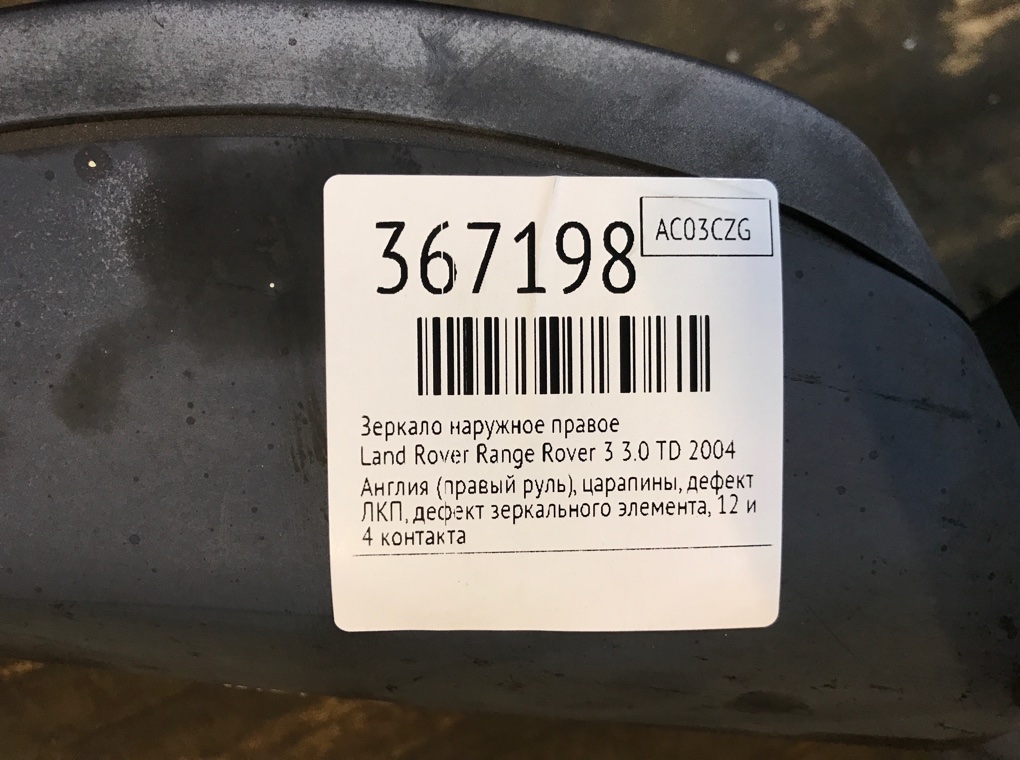 367198
AC03CZG
Зеркало наружное правое
Land Rover Range Rover 3 3.0 TD 2004
Англия (правый руль), царапины, дефект
ЛКП, дефект зеркального элемента, 12 и
4 контакта